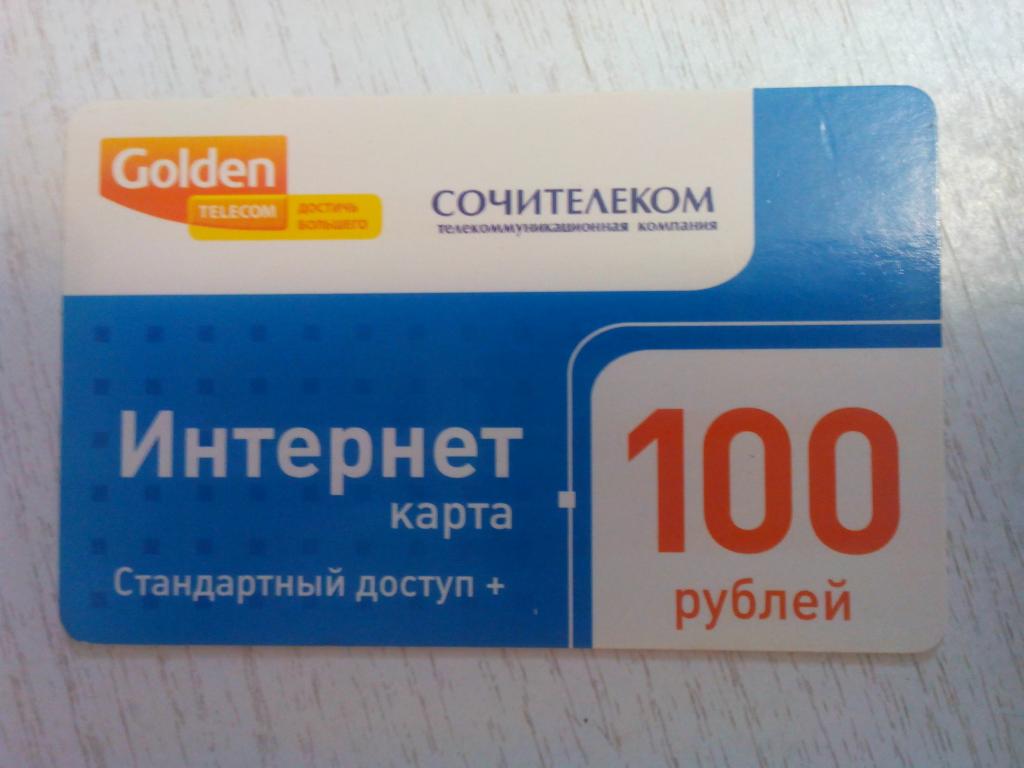 Golden
TELECOM
ДОСТИЧЬ
БОЛЬШЕГО
СОЧИТЕЛЕКОМ
телекоммуникационная компания
Интернет
карта
Стандартный доступ +
100
рублей